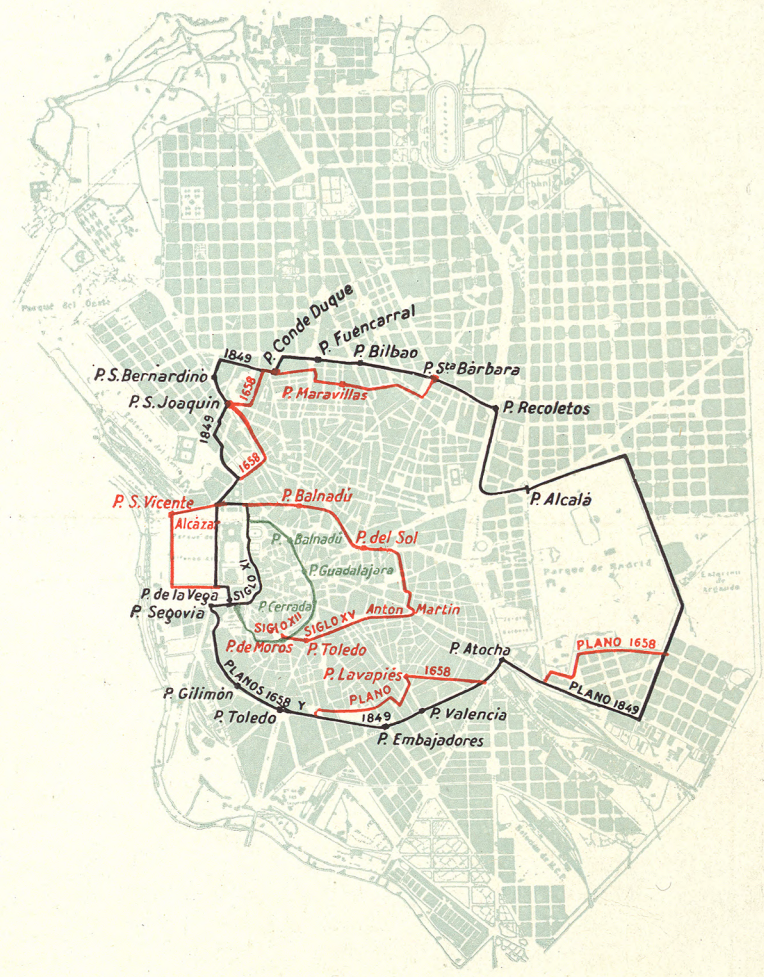 Parque del Oeste
P. Conde Duque
P. Fuencarral
P. Bilbao
P. Sta Bárbara
1849
P. S. Bernardino
1658
P. Maravillas
P. S. Joaquin
P. Recoletos
1849
1658
P. Alcalá
P. S. Vicente
P. Balnadú
Alcázar
P. Balnadú
P. del Sol
P. Guadalajara
Parque de Madrid
SIGLO IX
P. de la Vega
P. Segovia
P. Cerrada
SIGLO XII
SIGLO XV
Anton Martin
P. de Moros
P. Toledo
P. Atocha
PLANO 1658
P. Lavapiés
1658
PLANO
P. Gilimón
PLANOS 1658 Y
1849
PLANO 1849
P. Toledo
P. Valencia
P. Embajadores